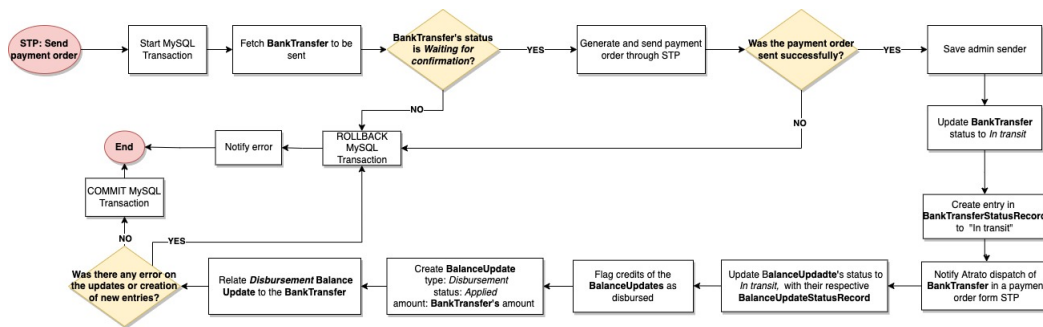 STP: Send
payment order
Start MySQL
Transaction
Fetch BankTransfer to be
sent
BankTransfer's status
is Waiting for
confirmation?
YES
Generate and send payment
order through STP
Was the payment order
sent successfully?
YES
Save admin sender
NO
NO
Update BankTransfer
status to In transit
End
Notify error
ROLLBACK
MySQL
Transaction
COMMIT MySQL
Transaction
Create entry in
BankTransferStatusRecord
to "In transit"
NO
YES
Was there any error on
the updates or creation
of new entries?
Relate Disbursement Balance
Update to the BankTransfer
Create BalanceUpdate
type: Disbursement
status: Applied
amount: BankTransfer's amount
Flag credits of the
BalanceUpdates as
disbursed
Update BalanceUpdadte's status to
In transit, with their respective
BalanceUpdateStatusRecord
Notify Atrato dispatch of
BankTransfer in a payment
order form STP